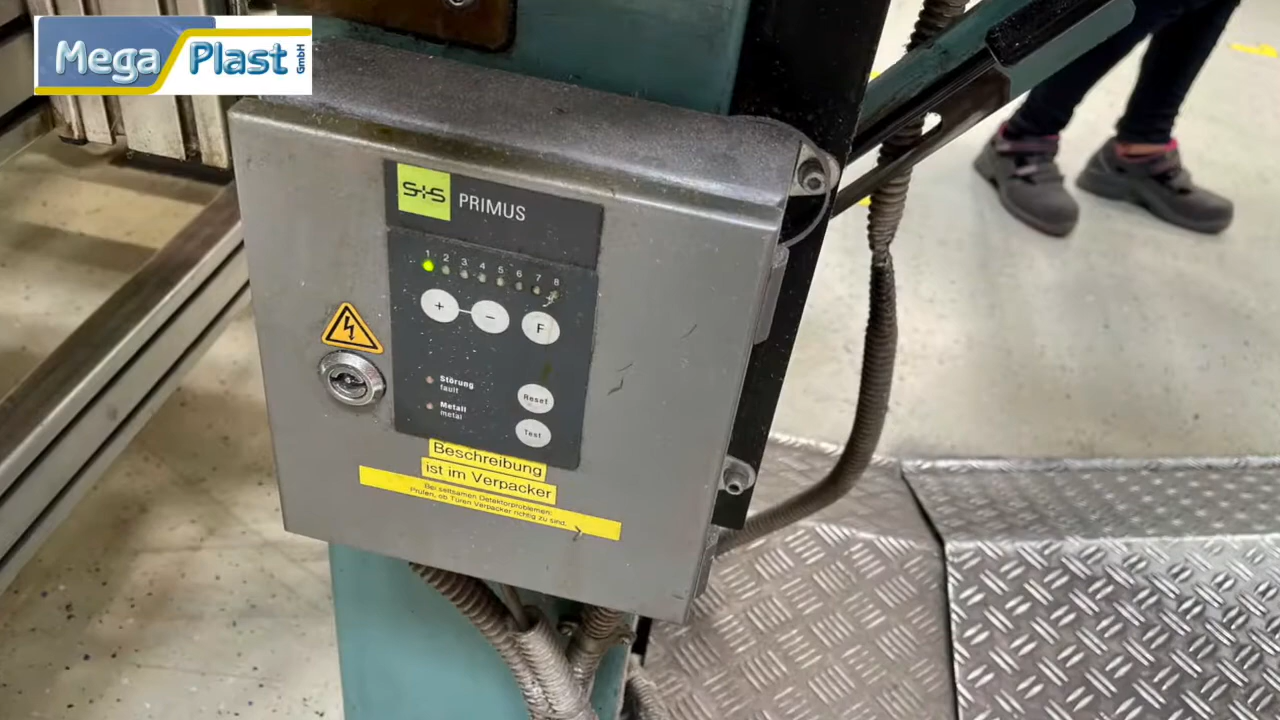 Mega Plast GmbH
S+S PRIMUS
1 2 3 4 5 6 7 8
+ − F
Störung
fault
Reset
Metall
metal
Test
Beschreibung
ist im Verpacker
Bei seltsamen Detektorproblemen:
Prüfen, ob Türen Verpacker richtig zu sind.